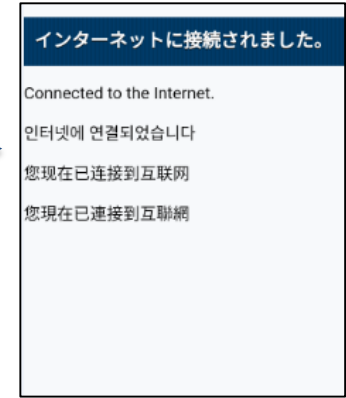 インターネットに接続されました。
Connected to the Internet.
인터넷에 연결되었습니다
您现在已连接到互联网
您現在已連接到互聯網